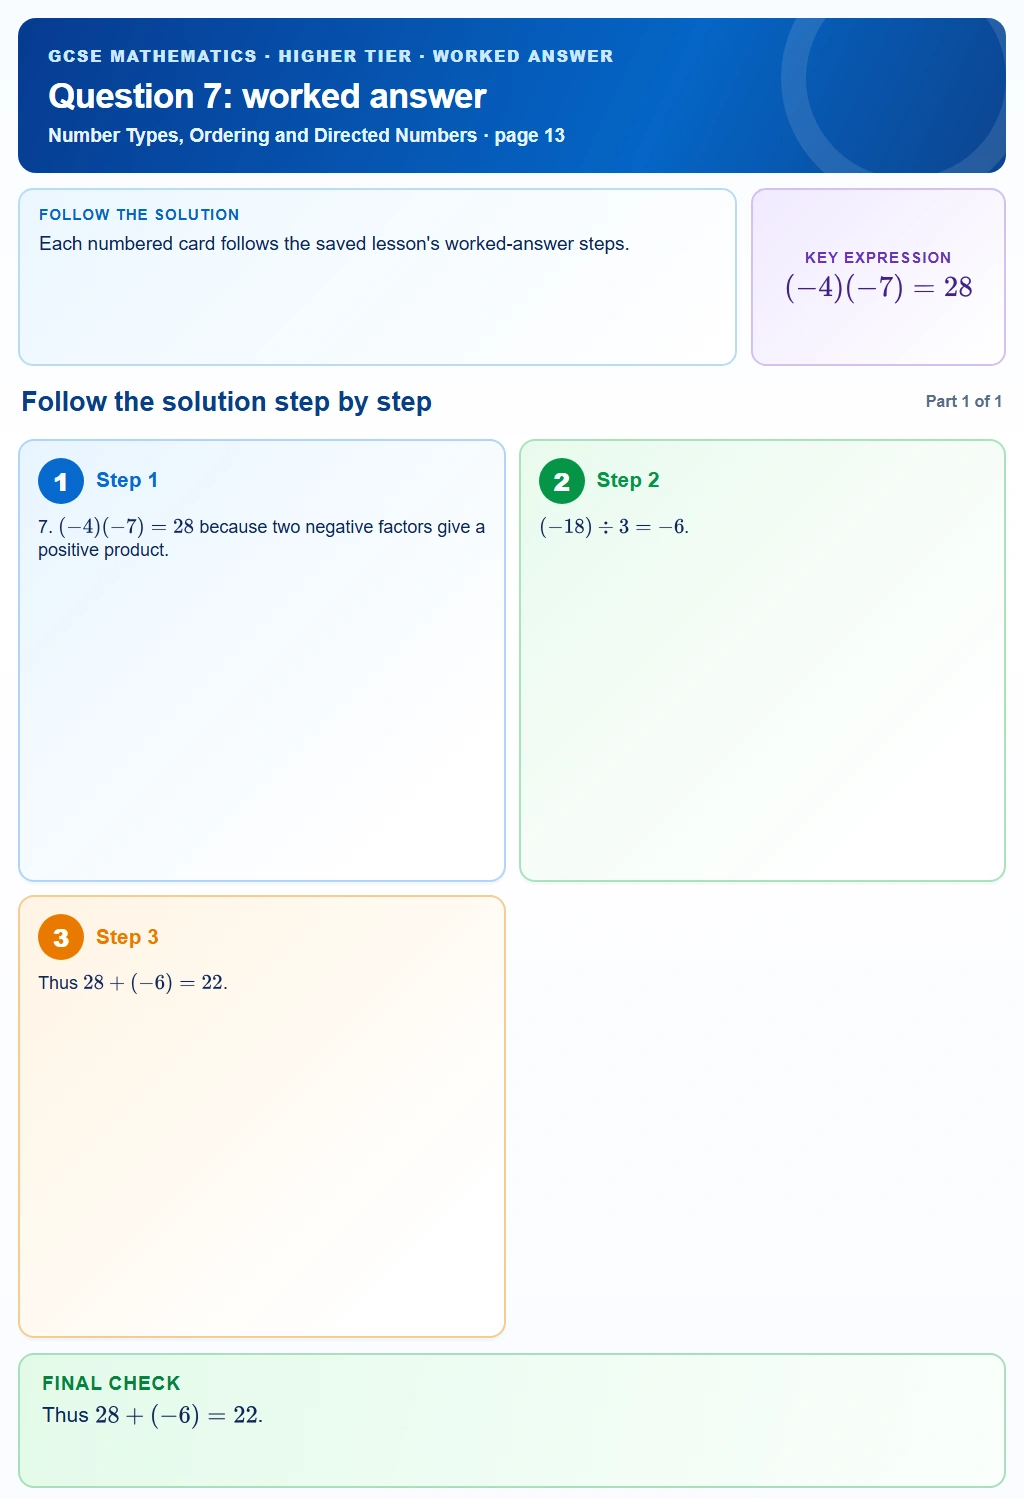 GCSE MATHEMATICS · HIGHER TIER · WORKED ANSWER
Question 7: worked answer
Number Types, Ordering and Directed Numbers · page 13
FOLLOW THE SOLUTION
Each numbered card follows the saved lesson's worked-answer steps.
KEY EXPRESSION
(−4)(−7) = 28
Follow the solution step by step
Part 1 of 1
1 Step 1
7. (−4)(−7) = 28 because two negative factors give a
positive product.
2 Step 2
(−18) ÷ 3 = −6.
3 Step 3
Thus 28 + (−6) = 22.
FINAL CHECK
Thus 28 + (−6) = 22.